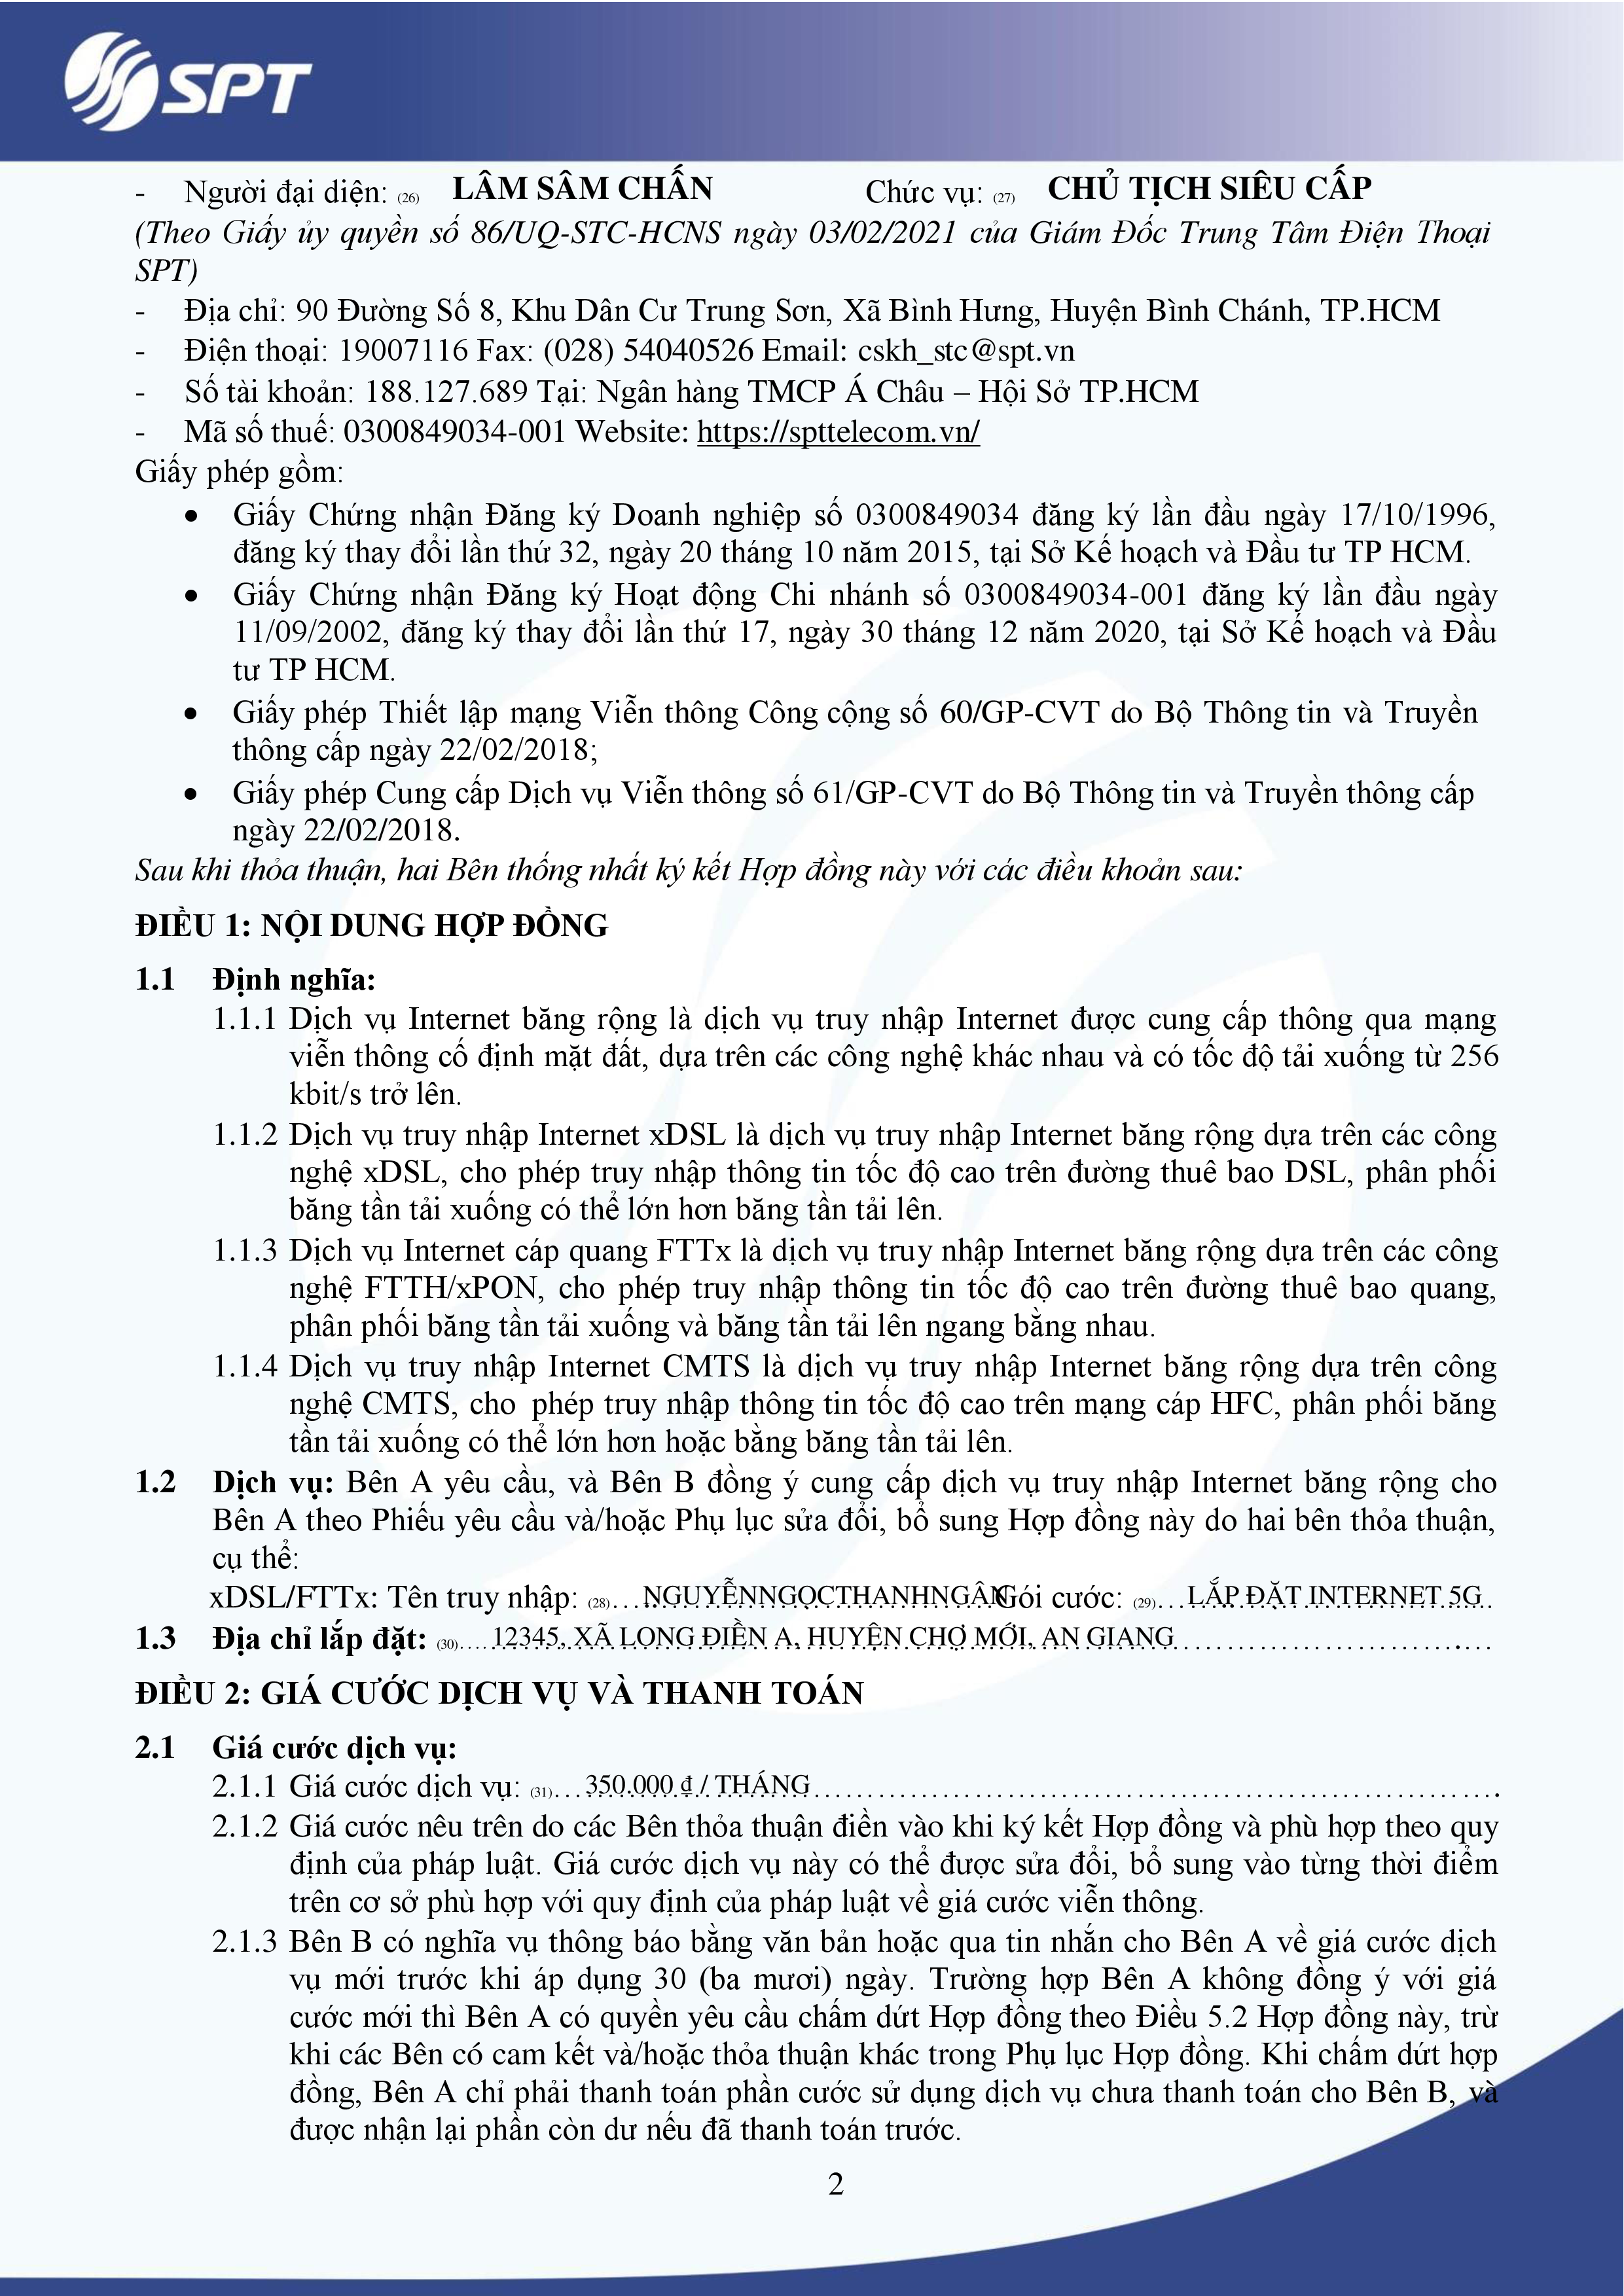 SPT
- Người đại diện: (26) LÂM SÂM CHẤN Chức vụ: (27) CHỦ TỊCH SIÊU CẤP
(Theo Giấy ủy quyền số 86/UQ-STC-HCNS ngày 03/02/2021 của Giám Đốc Trung Tâm Điện Thoại
SPT)
- Địa chỉ: 90 Đường Số 8, Khu Dân Cư Trung Sơn, Xã Bình Hưng, Huyện Bình Chánh, TP.HCM
- Điện thoại: 19007116 Fax: (028) 54040526 Email: cskh_stc@spt.vn
- Số tài khoản: 188.127.689 Tại: Ngân hàng TMCP Á Châu – Hội Sở TP.HCM
- Mã số thuế: 0300849034-001 Website: https://spttelecom.vn/
Giấy phép gồm:
• Giấy Chứng nhận Đăng ký Doanh nghiệp số 0300849034 đăng ký lần đầu ngày 17/10/1996,
đăng ký thay đổi lần thứ 32, ngày 20 tháng 10 năm 2015, tại Sở Kế hoạch và Đầu tư TP HCM.
• Giấy Chứng nhận Đăng ký Hoạt động Chi nhánh số 0300849034-001 đăng ký lần đầu ngày
11/09/2002, đăng ký thay đổi lần thứ 17, ngày 30 tháng 12 năm 2020, tại Sở Kế hoạch và Đầu
tư TP HCM.
• Giấy phép Thiết lập mạng Viễn thông Công cộng số 60/GP-CVT do Bộ Thông tin và Truyền
thông cấp ngày 22/02/2018;
• Giấy phép Cung cấp Dịch vụ Viễn thông số 61/GP-CVT do Bộ Thông tin và Truyền thông cấp
ngày 22/02/2018.
Sau khi thỏa thuận, hai Bên thống nhất ký kết Hợp đồng này với các điều khoản sau:
ĐIỀU 1: NỘI DUNG HỢP ĐỒNG
1.1 Định nghĩa:
1.1.1 Dịch vụ Internet băng rộng là dịch vụ truy nhập Internet được cung cấp thông qua mạng
viễn thông cố định mặt đất, dựa trên các công nghệ khác nhau và có tốc độ tải xuống từ 256
kbit/s trở lên.
1.1.2 Dịch vụ truy nhập Internet xDSL là dịch vụ truy nhập Internet băng rộng dựa trên các công
nghệ xDSL, cho phép truy nhập thông tin tốc độ cao trên đường thuê bao DSL, phân phối
băng tần tải xuống có thể lớn hơn băng tần tải lên.
1.1.3 Dịch vụ Internet cáp quang FTTx là dịch vụ truy nhập Internet băng rộng dựa trên các công
nghệ FTTH/xPON, cho phép truy nhập thông tin tốc độ cao trên đường thuê bao quang,
phân phối băng tần tải xuống và băng tần tải lên ngang bằng nhau.
1.1.4 Dịch vụ truy nhập Internet CMTS là dịch vụ truy nhập Internet băng rộng dựa trên công
nghệ CMTS, cho phép truy nhập thông tin tốc độ cao trên mạng cáp HFC, phân phối băng
tần tải xuống có thể lớn hơn hoặc bằng băng tần tải lên.
1.2 Dịch vụ: Bên A yêu cầu, và Bên B đồng ý cung cấp dịch vụ truy nhập Internet băng rộng cho
Bên A theo Phiếu yêu cầu và/hoặc Phụ lục sửa đổi, bổ sung Hợp đồng này do hai bên thỏa thuận,
cụ thể:
xDSL/FTTx: Tên truy nhập: (28) NGUYỄNNGỌCTHANHNGÂN Gói cước: (29) LẮP ĐẶT INTERNET 5G
1.3 Địa chỉ lắp đặt: (30) 12345, XÃ LONG ĐIỀN A, HUYỆN CHỢ MỚI, AN GIANG
ĐIỀU 2: GIÁ CƯỚC DỊCH VỤ VÀ THANH TOÁN
2.1 Giá cước dịch vụ:
2.1.1 Giá cước dịch vụ: (31) 350.000 ₫ / THÁNG
2.1.2 Giá cước nêu trên do các Bên thỏa thuận điền vào khi ký kết Hợp đồng và phù hợp theo quy
định của pháp luật. Giá cước dịch vụ này có thể được sửa đổi, bổ sung vào từng thời điểm
trên cơ sở phù hợp với quy định của pháp luật về giá cước viễn thông.
2.1.3 Bên B có nghĩa vụ thông báo bằng văn bản hoặc qua tin nhắn cho Bên A về giá cước dịch
vụ mới trước khi áp dụng 30 (ba mươi) ngày. Trường hợp Bên A không đồng ý với giá
cước mới thì Bên A có quyền yêu cầu chấm dứt Hợp đồng theo Điều 5.2 Hợp đồng này, trừ
khi các Bên có cam kết và/hoặc thỏa thuận khác trong Phụ lục Hợp đồng. Khi chấm dứt hợp
đồng, Bên A chỉ phải thanh toán phần cước sử dụng dịch vụ chưa thanh toán cho Bên B, và
được nhận lại phần còn dư nếu đã thanh toán trước.
2